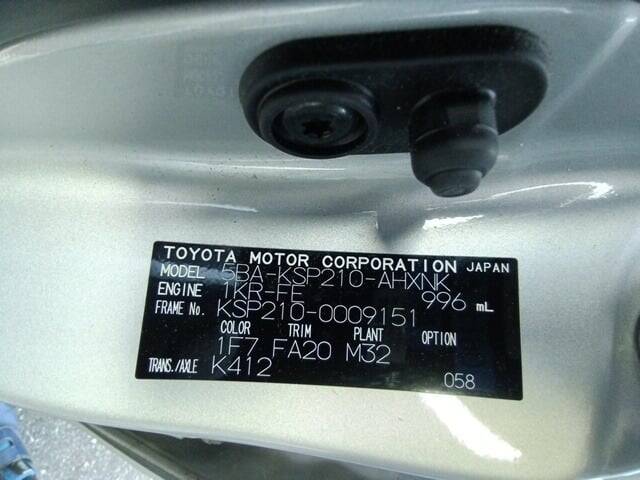 TOYOTA MOTOR CORPORATION JAPAN
MODEL 5BA-KSP210-AHXNK
ENGINE 1KR-FE 996 mL
FRAME No. KSP210-0009151
COLOR TRIM PLANT OPTION
1F7 FA20 M32
TRANS./AXLE K412
058